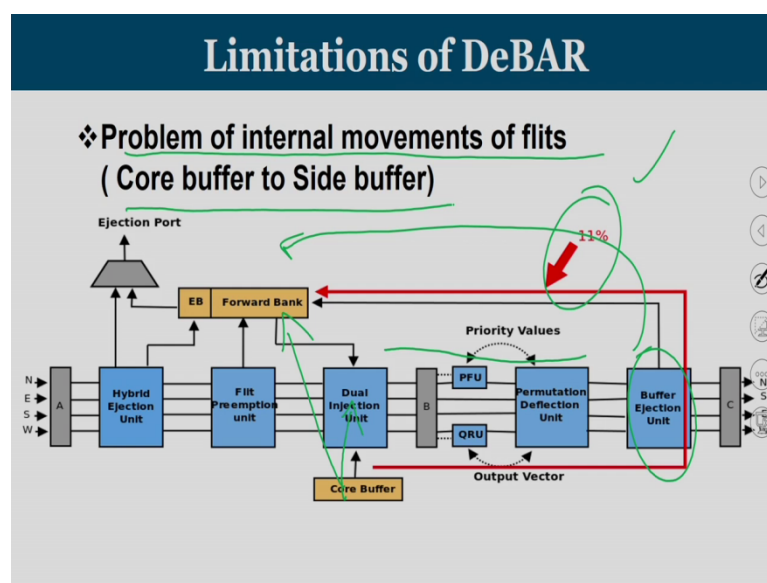 Limitations of DeBAR
❖Problem of internal movements of flits
( Core buffer to Side buffer)
Ejection Port
11%
EB Forward Bank
Priority Values
N
E
S
W
A
Hybrid
Ejection
Unit
Flit
Preemption
unit
Dual
Injection
Unit
B
PFU
QRU
Permutation
Deflection
Unit
Buffer
Ejection
Unit
C
N
S
Output Vector
Core Buffer